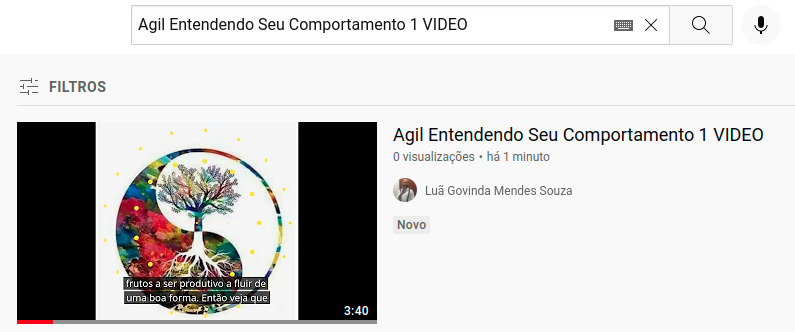 Agil Entendendo Seu Comportamento 1 VIDEO
FILTROS
Agil Entendendo Seu Comportamento 1 VIDEO
0 visualizações • há 1 minuto
Luã Govinda Mendes Souza
Novo
frutos a ser produtivo a fluir de
uma boa forma. Então veja que
3:40